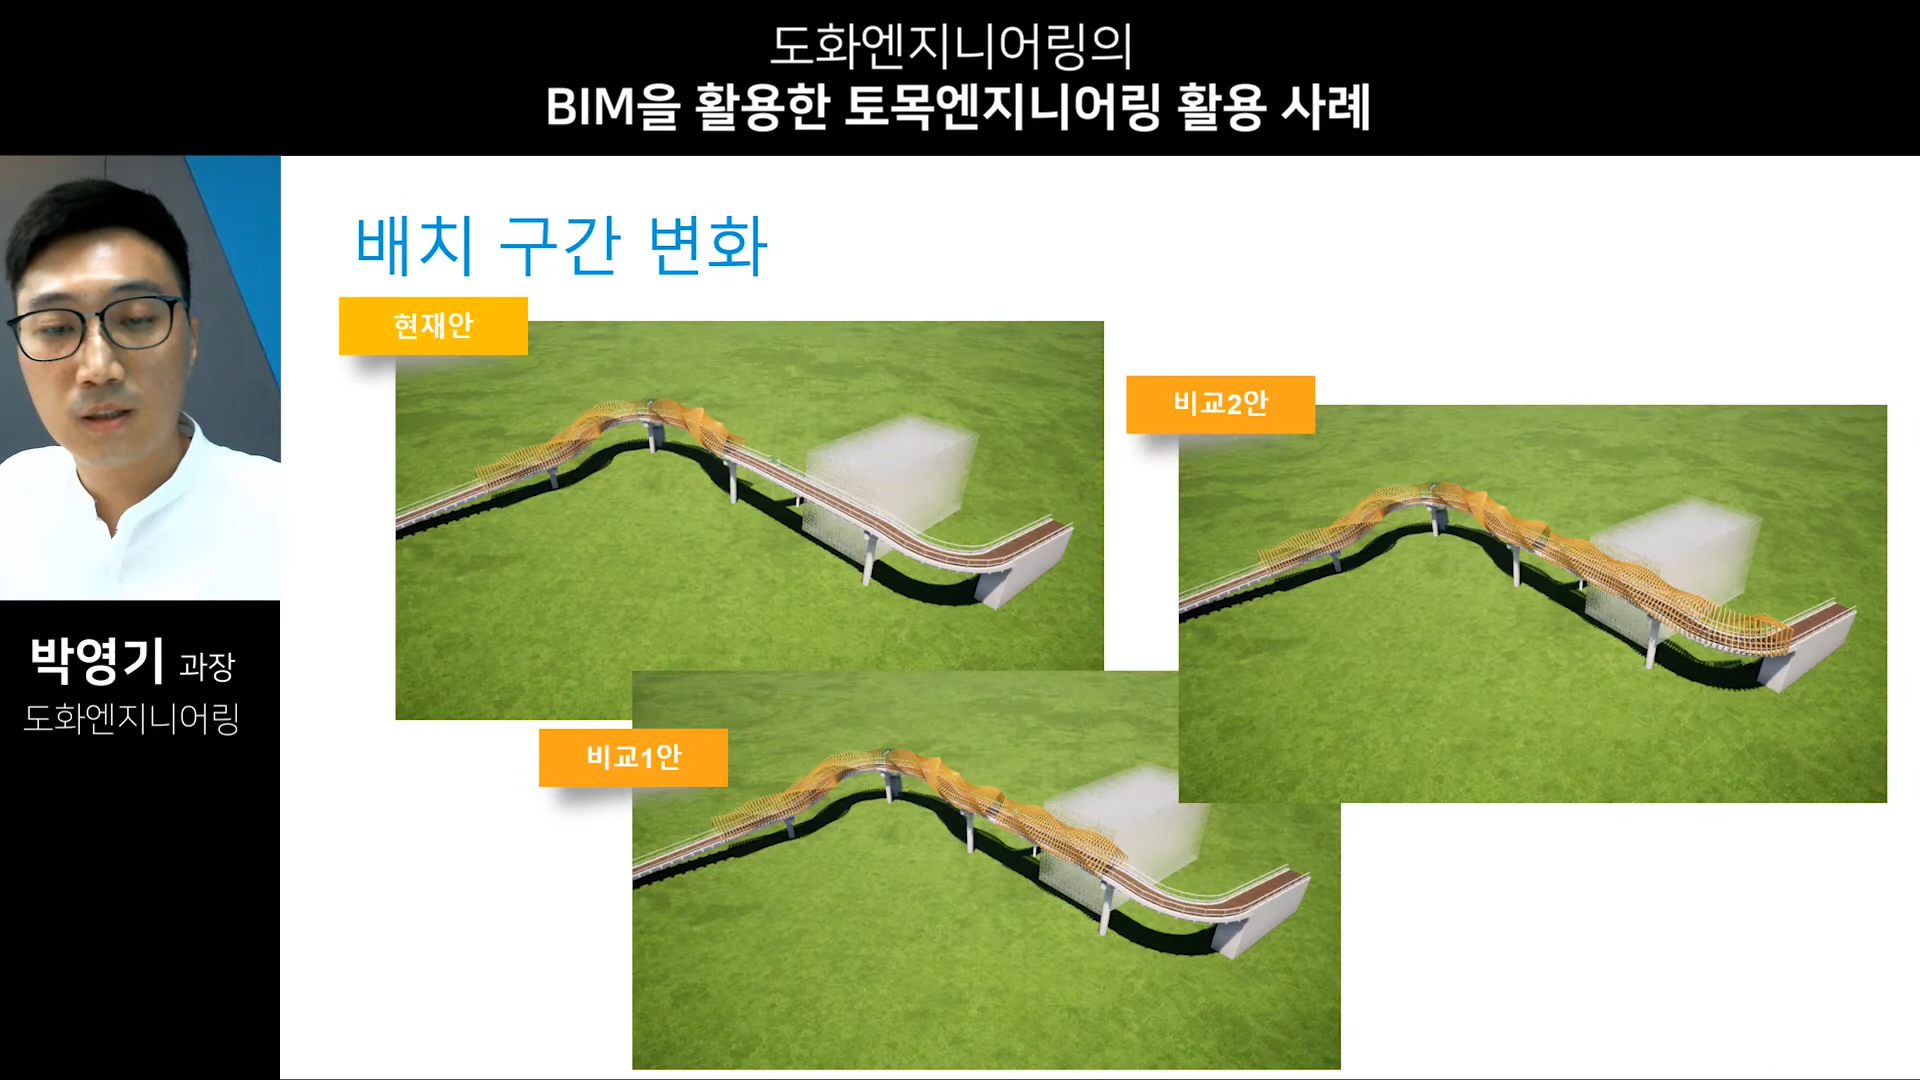 도화엔지니어링의
BIM을 활용한 토목엔지니어링 활용 사례
배치 구간 변화
현재안
비교2안
비교1안
박영기 과장
도화엔지니어링